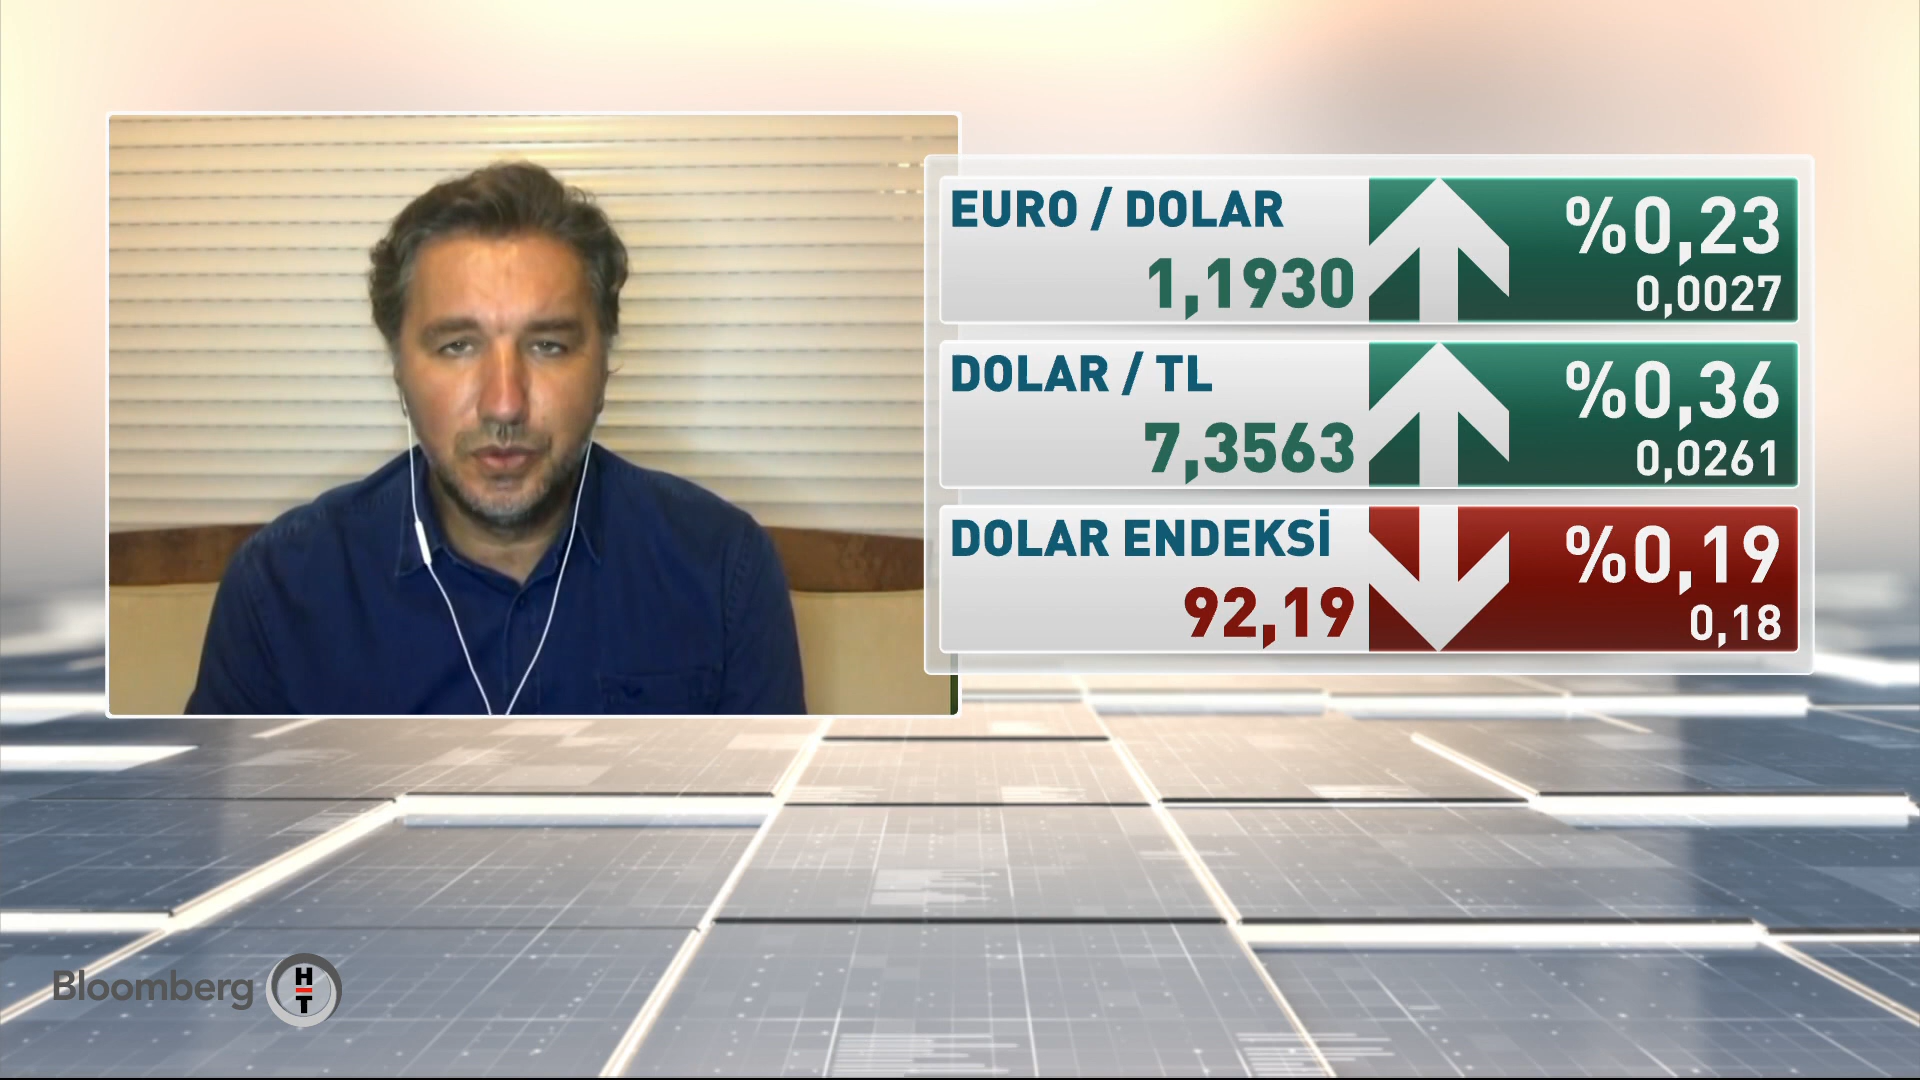 EURO / DOLAR
1,1930
%0,23
0,0027
DOLAR / TL
7,3563
%0,36
0,0261
DOLAR ENDEKSİ
92,19
%0,19
0,18
Bloomberg HT